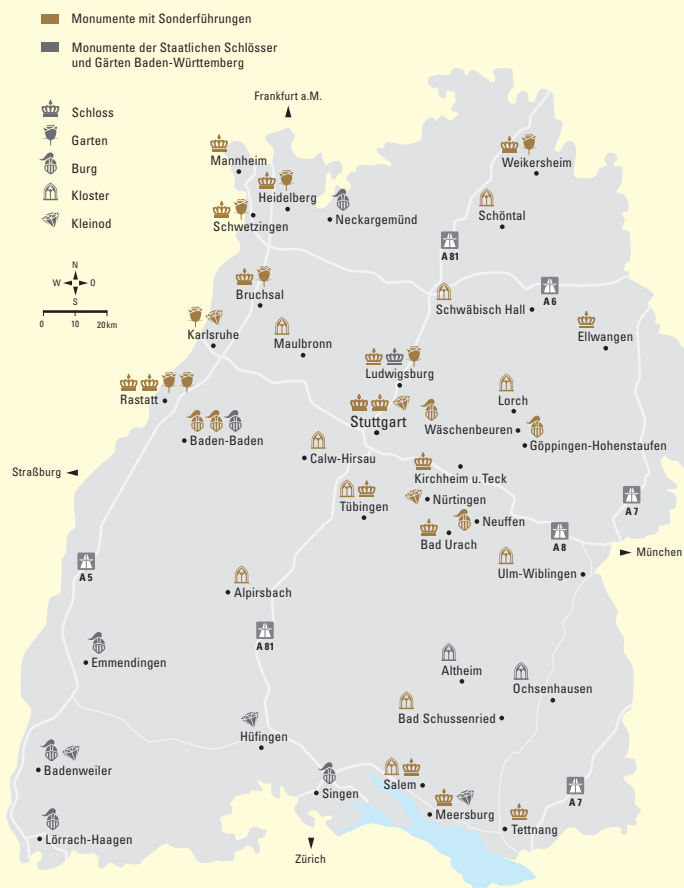 Monumente mit Sonderführungen
Monumente der Staatlichen Schlösser
und Gärten Baden-Württemberg
Schloss
Garten
Burg
Kloster
Kleinod
N
W
O
S
0
10
20 km
Frankfurt a.M.
Mannheim
Heidelberg
Schwetzingen
Neckargemünd
Weikersheim
Schöntal
A 81
A 6
Bruchsal
Schwäbisch Hall
Karlsruhe
Maulbronn
Ellwangen
Ludwigsburg
Rastatt
Lorch
Stuttgart
Wäschenbeuren
Baden-Baden
Göppingen-Hohenstaufen
Calw-Hirsau
Straßburg
Kirchheim u. Teck
Nürtingen
Tübingen
Neuffen
A 7
Bad Urach
A 8
München
A 5
Ulm-Wiblingen
Alpirsbach
A 81
Emmendingen
Altheim
Ochsenhausen
Bad Schussenried
Hüfingen
Badenweiler
Singen
Salem
A 7
Meersburg
Tettnang
Lörrach-Haagen
Zürich